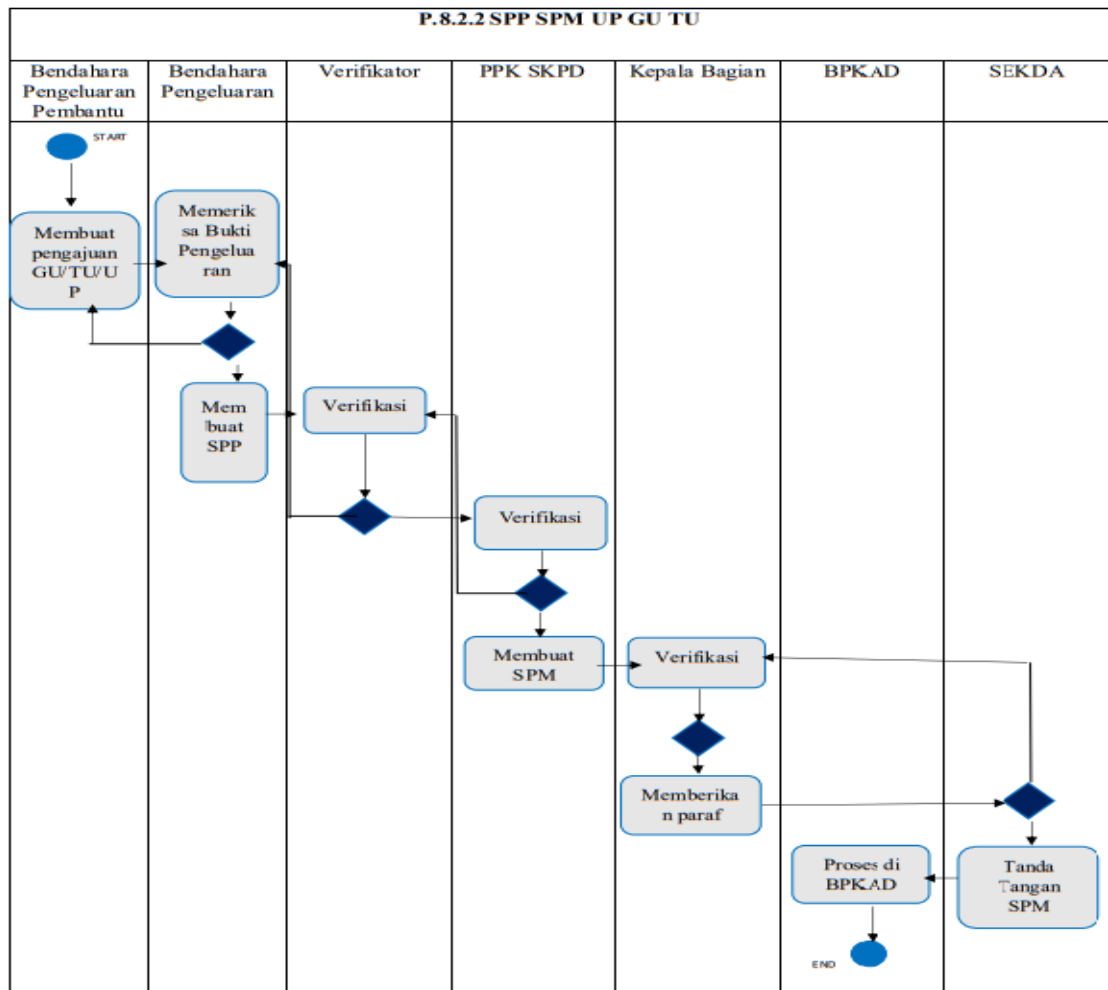 P.8.2.2 SPP SPM UP GU TU
Bendahara
Pengeluaran
Pembantu
Bendahara
Pengeluaran
Verifikator
PPK SKPD
Kepala Bagian
BPKAD
SEKDA
START
Membuat
pengajuan
GU/TU/U
P
Memerik
sa Bukti
Pengelua
ran
Mem
buat
SPP
Verifikasi
Verifikasi
Membuat
SPM
Verifikasi
Memberika
n paraf
Proses di
BPKAD
Tanda
Tangan
SPM
END